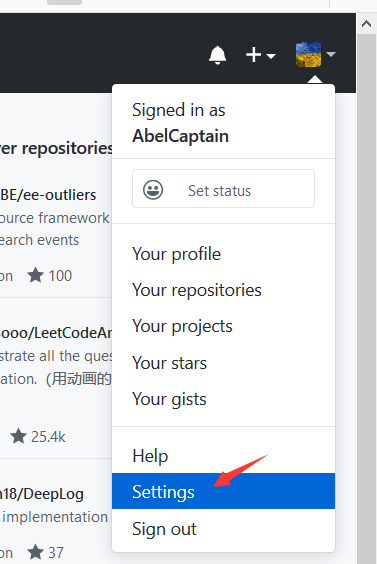 Signed in as
AbelCaptain
er repositories
Set status
BE/ee-outliers
ource framework
earch events
on 100
Your profile
Your repositories
Your projects
Your stars
Your gists
ooo/LeetCodeAn
strate all the ques
ation.（用动画的
25.4k
Help
Settings
Sign out
n18/DeepLog
implementation
on 37